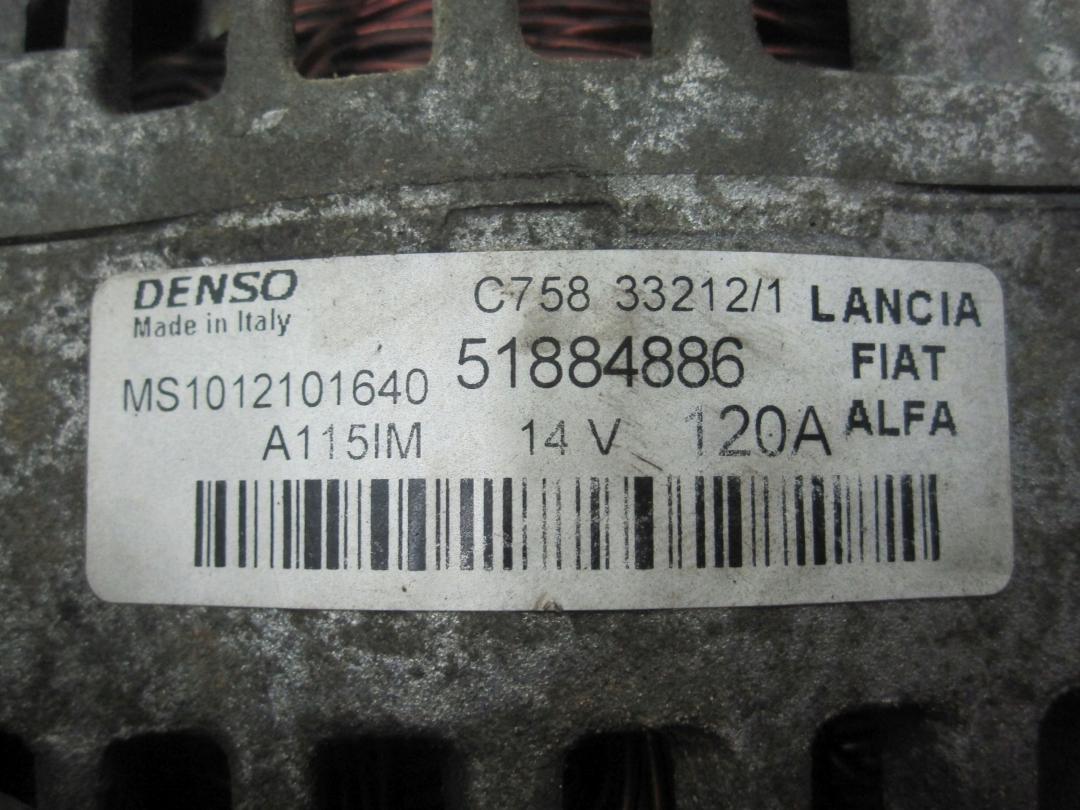 DENSO
Made in Italy
C758 33212/1
LANCIA
FIAT
ALFA
51884886
MS1012101640
A115IM 14 V 120A